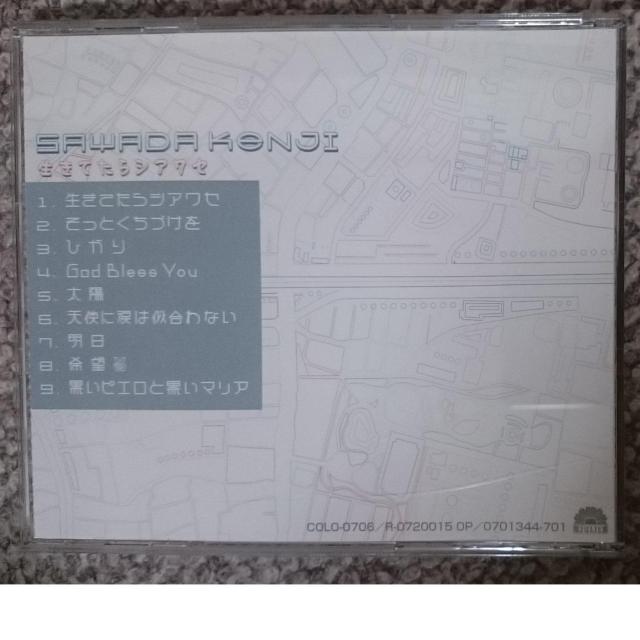 SAWADA KENJI
生きてたらシアワセ
1. 生きてたらシアワセ
2. そっとくちづけを
3. ひかり
4. God Bless You
5. 太陽
6. 天使に涙は似合わない
7. 明日
8. 希望
9. 黒いピエロと黒いマリア
COLO-0706/R-0720015 OP/0701344-701
JULIE